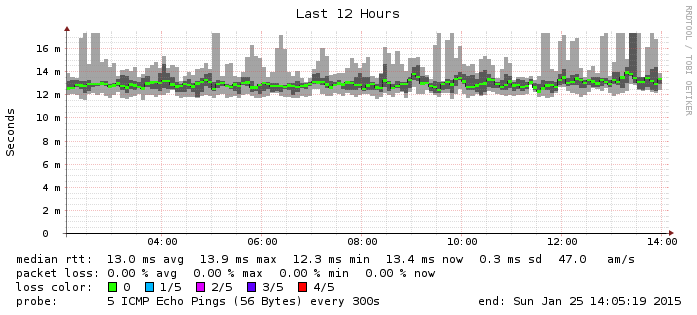 Last 12 Hours
RRDTOOL / TOBI OETIKER
Seconds
16 m
14 m
12 m
10 m
8 m
6 m
4 m
2 m
0
04:00 06:00 08:00 10:00 12:00 14:00
median rtt: 13.0 ms avg 13.9 ms max 12.3 ms min 13.4 ms now 0.3 ms sd 47.0 am/s
packet loss: 0.00 % avg 0.00 % max 0.00 % min 0.00 % now
loss color: 0 1/5 2/5 3/5 4/5
probe: 5 ICMP Echo Pings (56 Bytes) every 300s end: Sun Jan 25 14:05:19 2015